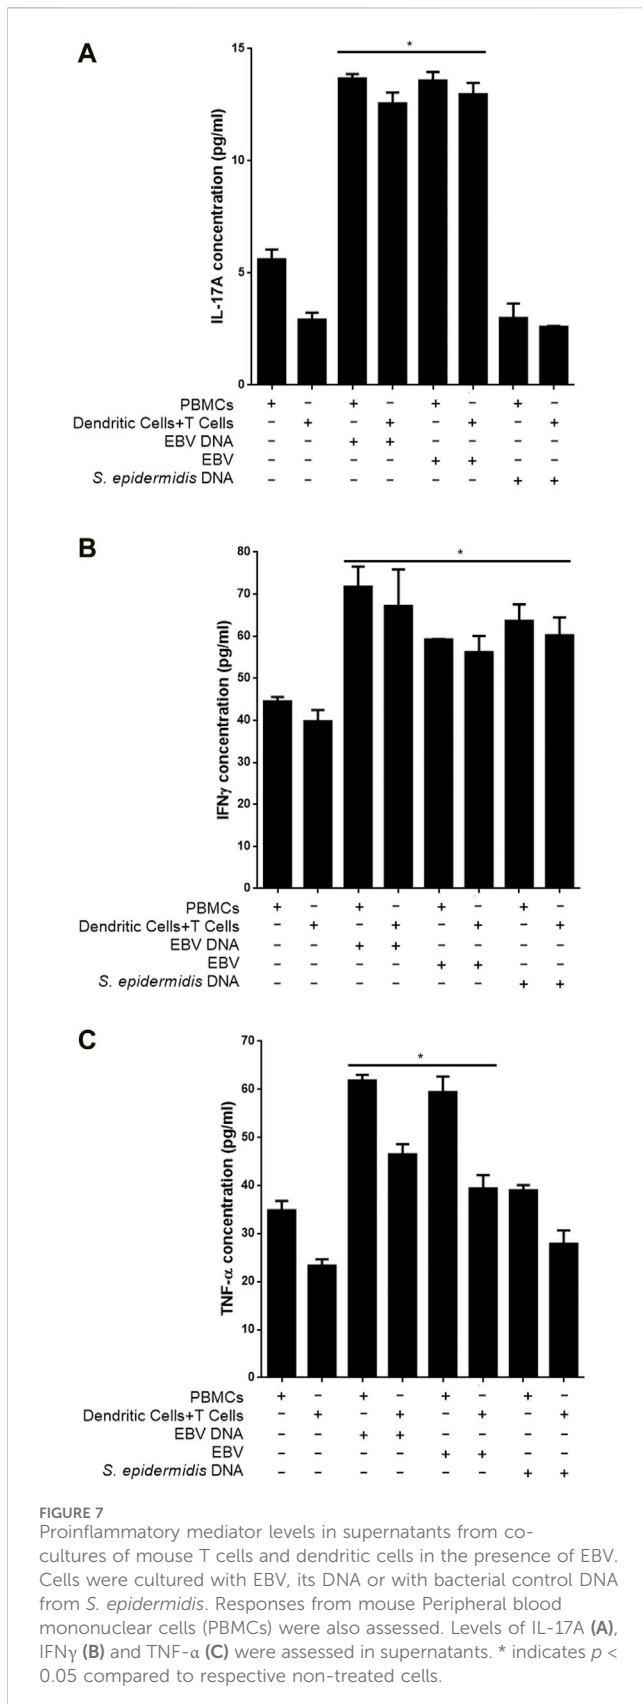 A
*
15
10
5
0
IL-17A concentration (pg/ml)
PBMCs + – + – + – + –
Dendritic Cells+T Cells – + – + – + – +
EBV DNA – – + + – – – –
EBV – – – – + + – –
S. epidermidis DNA – – – – – – + +
B
*
80
70
60
50
40
30
20
10
0
IFNγ concentration (pg/ml)
PBMCs + – + – + – + –
Dendritic Cells+T Cells – + – + – + – +
EBV DNA – – + + – – – –
EBV – – – – + + – –
S. epidermidis DNA – – – – – – + +
C
*
70
60
50
40
30
20
10
0
TNF-α concentration (pg/ml)
PBMCs + – + – + – + –
Dendritic Cells+T Cells – + – + – + – +
EBV DNA – – + + – – – –
EBV – – – – + + – –
S. epidermidis DNA – – – – – – + +
FIGURE 7
Proinflammatory mediator levels in supernatants from co-
cultures of mouse T cells and dendritic cells in the presence of EBV.
Cells were cultured with EBV, its DNA or with bacterial control DNA
from S. epidermidis. Responses from mouse Peripheral blood
mononuclear cells (PBMCs) were also assessed. Levels of IL-17A (A),
IFNγ (B) and TNF-α (C) were assessed in supernatants. * indicates p <
0.05 compared to respective non-treated cells.